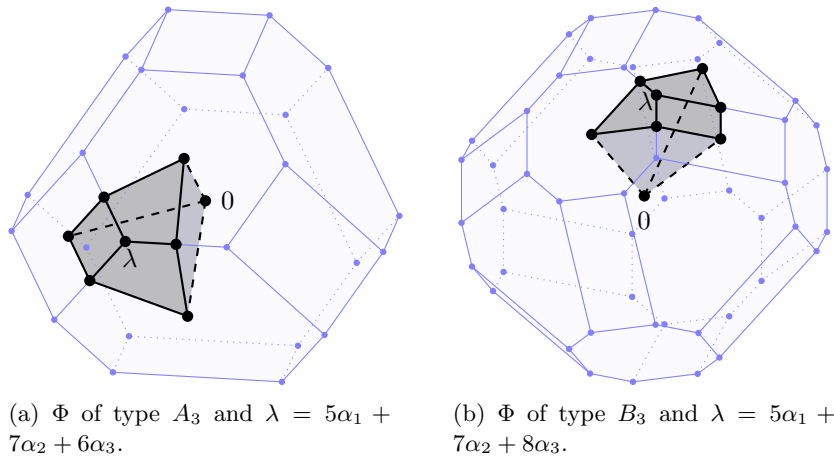 0
λ
λ
0
(a) Φ of type A₃ and λ = 5α₁ +
7α₂ + 6α₃.
(b) Φ of type B₃ and λ = 5α₁ +
7α₂ + 8α₃.